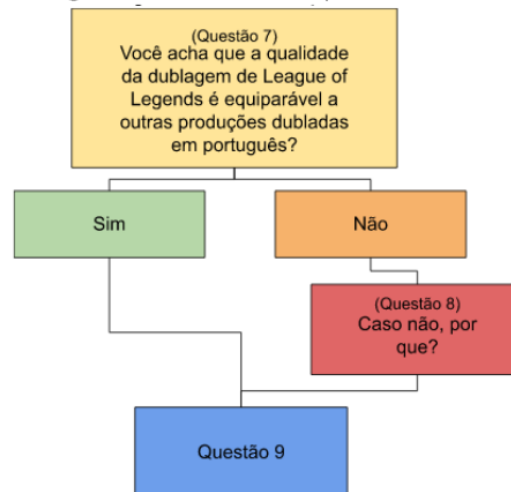 (Questão 7)
Você acha que a qualidade
da dublagem de League of
Legends é equiparável a
outras produções dubladas
em português?
Sim
Não
(Questão 8)
Caso não, por
que?
Questão 9